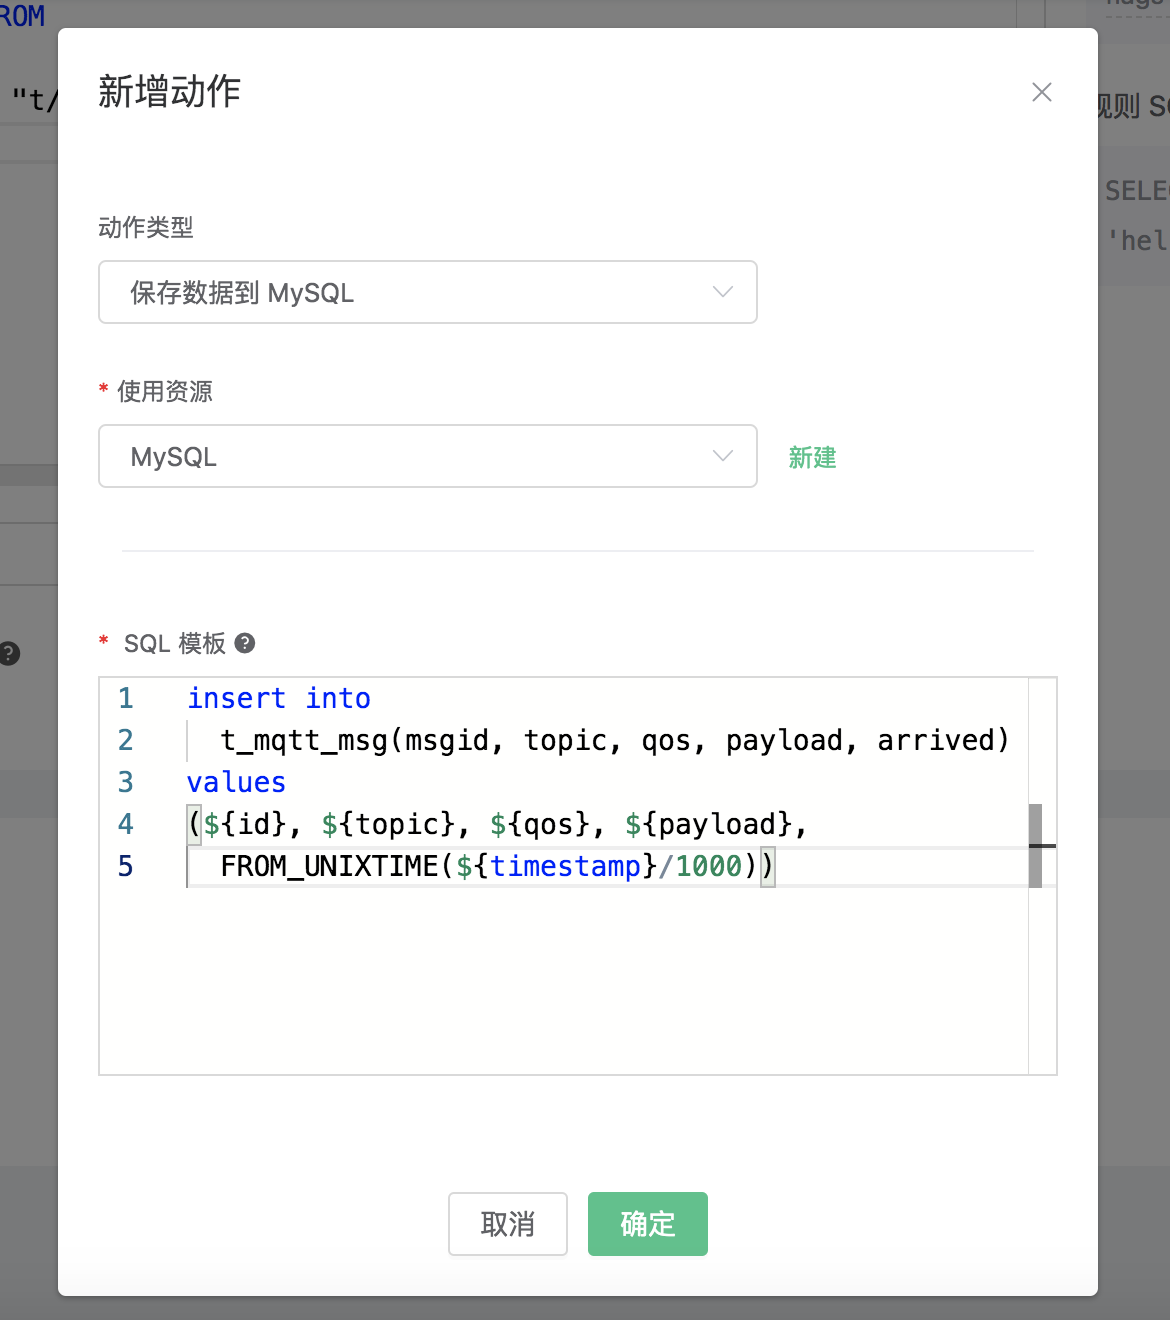 ROM
"t/
规则
SELE
'hel
新增动作
动作类型
保存数据到 MySQL
* 使用资源
MySQL
新建
* SQL 模板 ?
1 insert into
2 t_mqtt_msg(msgid, topic, qos, payload, arrived)
3 values
4 (${id}, ${topic}, ${qos}, ${payload},
5 FROM_UNIXTIME(${timestamp}/1000))
?
取消
确定